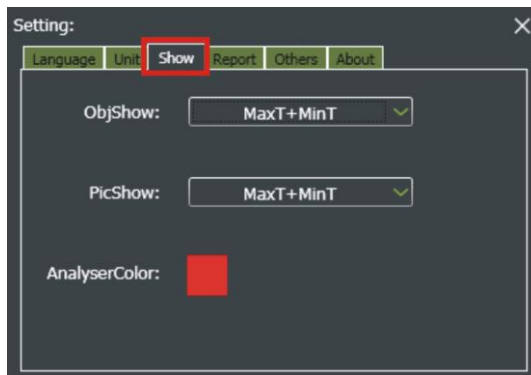 Setting:
Language Unit Show Report Others About
ObjShow: MaxT+MinT
PicShow: MaxT+MinT
AnalyserColor: